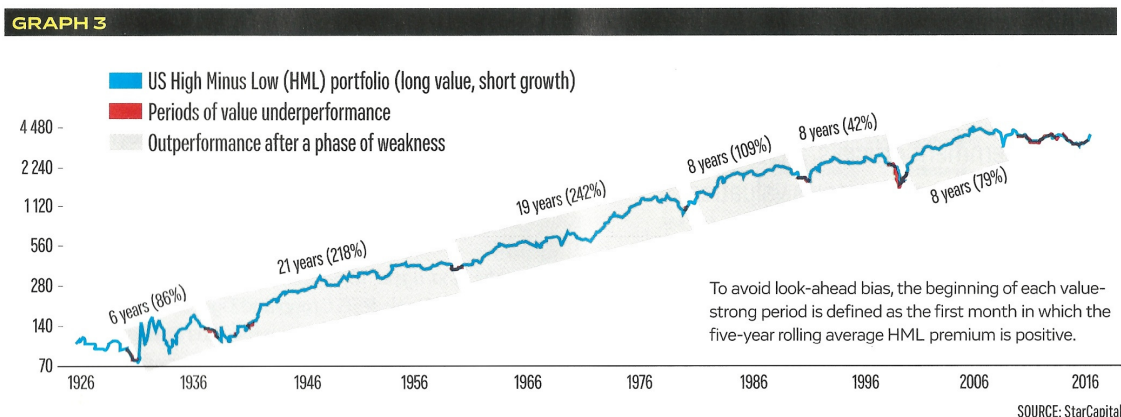 GRAPH 3
US High Minus Low (HML) portfolio (long value, short growth)
Periods of value underperformance
Outperformance after a phase of weakness
4 480
2 240
1 120
560
280
140
70
6 years (86%)
21 years (218%)
19 years (242%)
8 years (109%)
8 years (42%)
8 years (79%)
To avoid look-ahead bias, the beginning of each value-
strong period is defined as the first month in which the
five-year rolling average HML premium is positive.
1926
1936
1946
1956
1966
1976
1986
1996
2006
2016
SOURCE: StarCapital